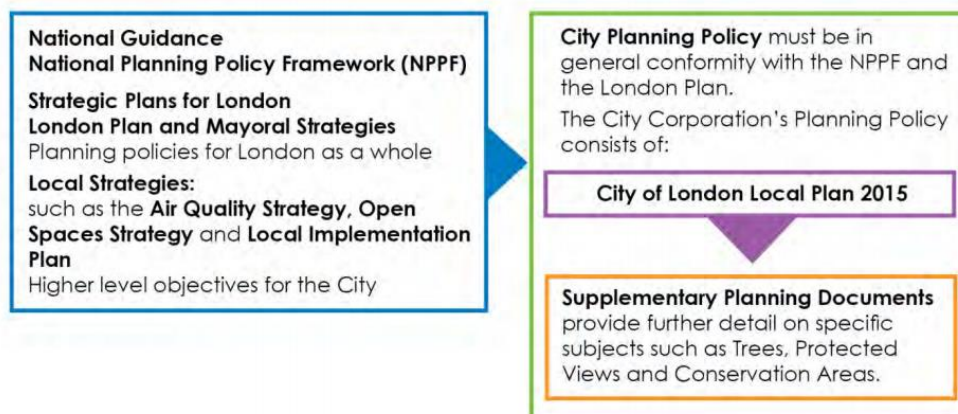 National Guidance
National Planning Policy Framework (NPPF)
Strategic Plans for London
London Plan and Mayoral Strategies
Planning policies for London as a whole
Local Strategies:
such as the Air Quality Strategy, Open
Spaces Strategy and Local Implementation
Plan
Higher level objectives for the City
City Planning Policy must be in
general conformity with the NPPF and
the London Plan.
The City Corporation's Planning Policy
consists of:
City of London Local Plan 2015
Supplementary Planning Documents
provide further detail on specific
subjects such as Trees, Protected
Views and Conservation Areas.